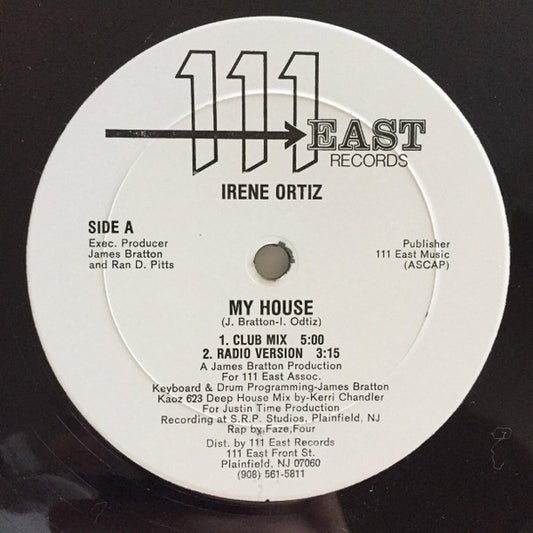 111
EAST
RECORDS
IRENE ORTIZ
SIDE A
Exec. Producer
James Bratton
and Ran D. Pitts
Publisher
111 East Music
(ASCAP)
MY HOUSE
(J. Bratton-I. Odtiz)
1. CLUB MIX 5:00
2. RADIO VERSION 3:15
A James Bratton Production
For 111 East Assoc.
Keyboard & Drum Programming-James Bratton
Kaoz 623 Deep House Mix by-Kerri Chandler
For Justin Time Production
Recording at S.R.P. Studios, Plainfield, NJ
Rap by,Faze,Four
Dist. by 111 East Records
111 East Front St.
Plainfield, NJ 07060
(908) 561-5811